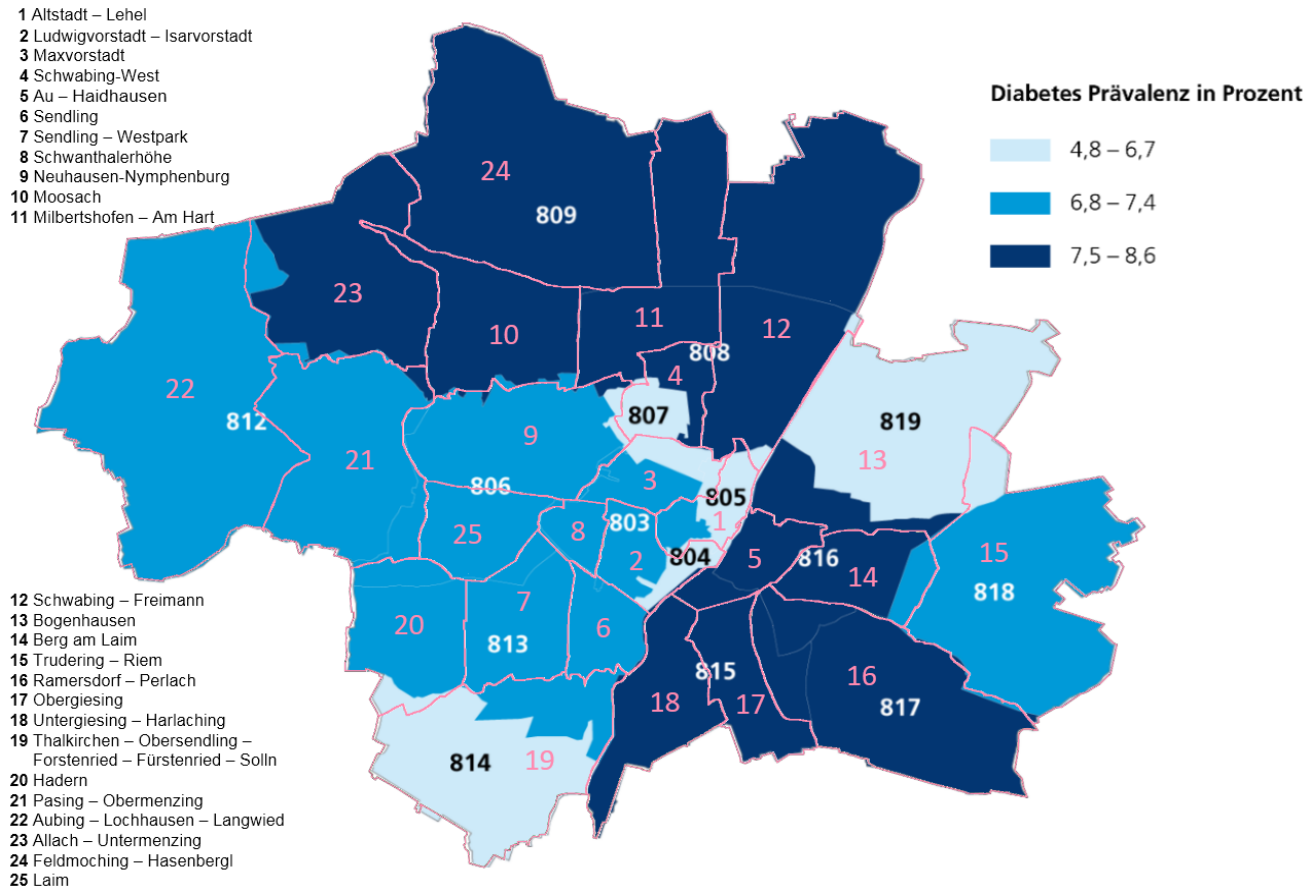 1 Altstadt – Lehel
2 Ludwigvorstadt – Isarvorstadt
3 Maxvorstadt
4 Schwabing-West
5 Au – Haidhausen
6 Sendling
7 Sendling – Westpark
8 Schwanthalerhöhe
9 Neuhausen-Nymphenburg
10 Moosach
11 Milbertshofen – Am Hart
Diabetes Prävalenz in Prozent
4,8 – 6,7
6,8 – 7,4
7,5 – 8,6
24
809
23
10
11
12
808
4
22
812
807
819
13
9
21
806
3
805
1
25
8
803
2
804
5
816
14
15
818
20
7
813
6
815
18
17
16
817
814
19
12 Schwabing – Freimann
13 Bogenhausen
14 Berg am Laim
15 Trudering – Riem
16 Ramersdorf – Perlach
17 Obergiesing
18 Untergiesing – Harlaching
19 Thalkirchen – Obersendling –
Forstenried – Fürstenried – Solln
20 Hadern
21 Pasing – Obermenzing
22 Aubing – Lochhausen – Langwied
23 Allach – Untermenzing
24 Feldmoching – Hasenbergl
25 Laim